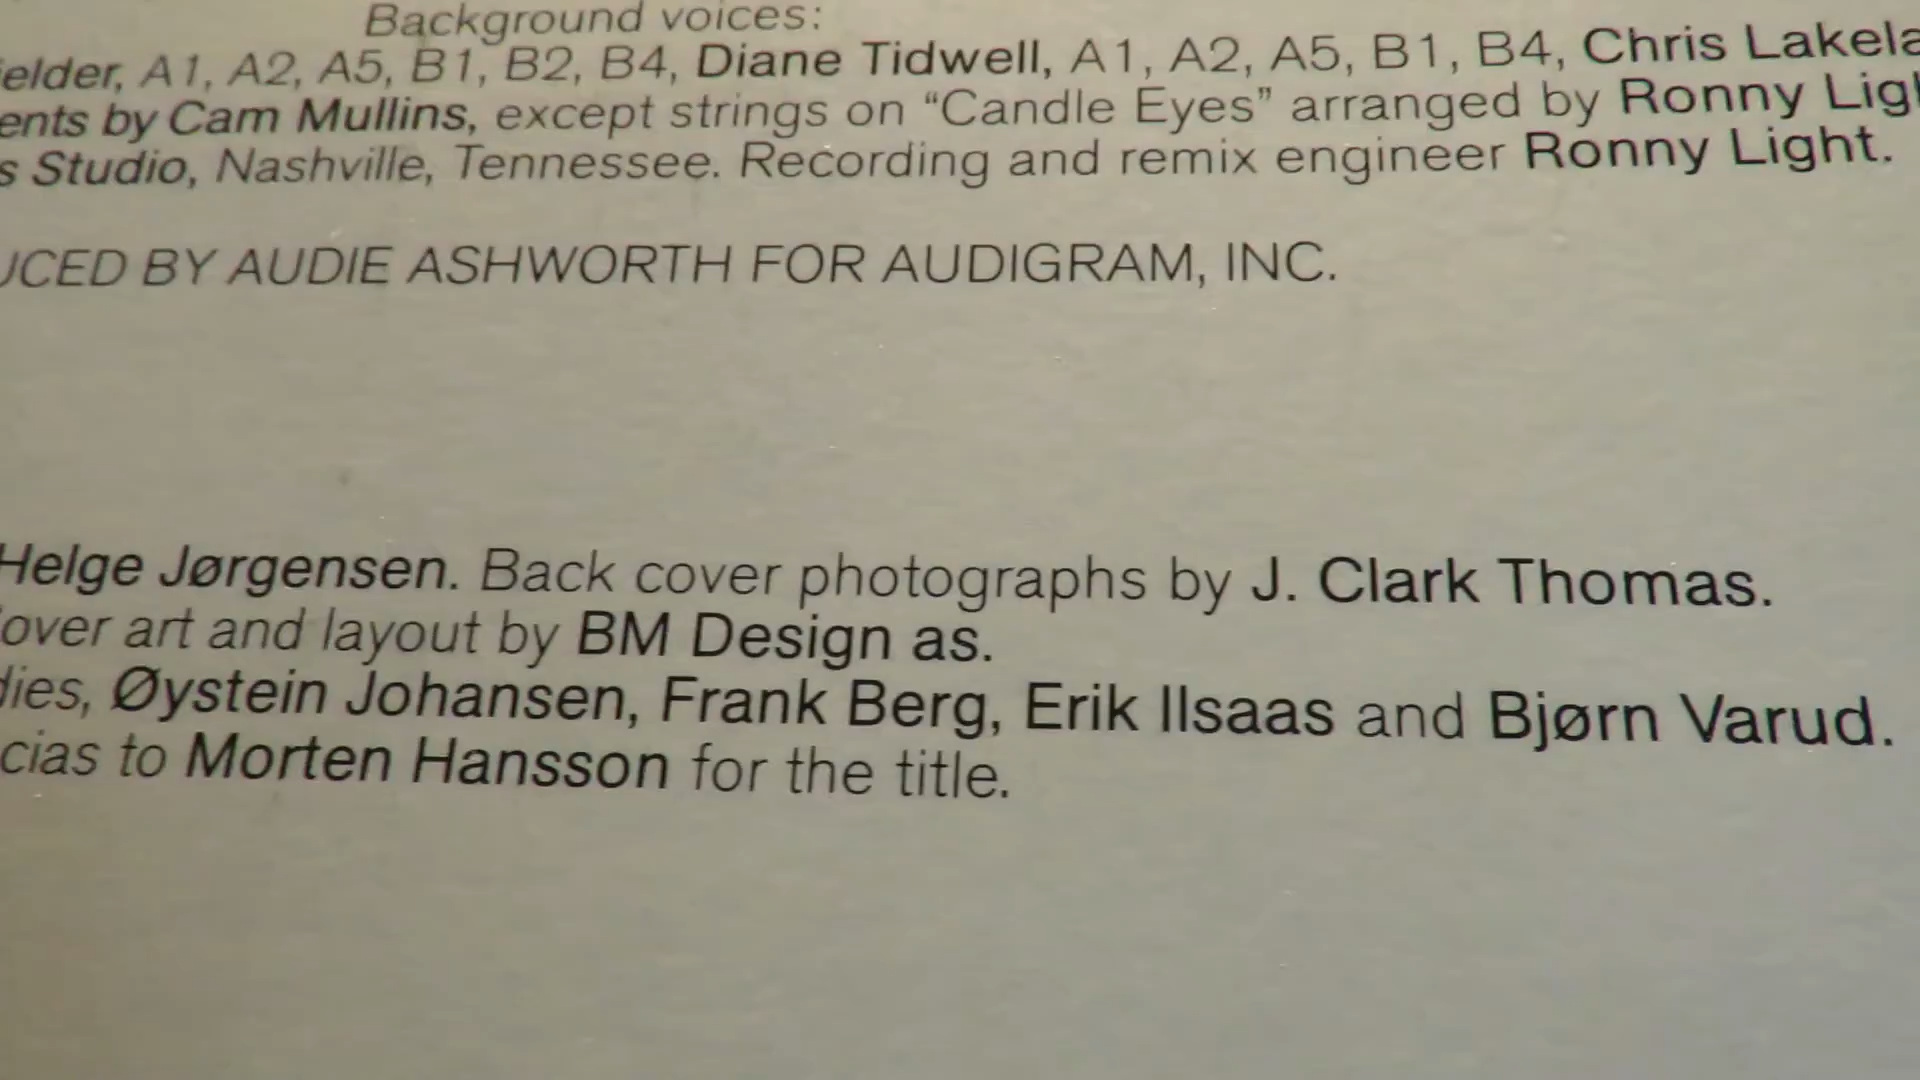 Background voices:
elder, A1, A2, A5, B1, B2, B4, Diane Tidwell, A1, A2, A5, B1, B4, Chris Lakela
ents by Cam Mullins, except strings on “Candle Eyes” arranged by Ronny Ligh
s Studio, Nashville, Tennessee. Recording and remix engineer Ronny Light.
UCED BY AUDIE ASHWORTH FOR AUDIGRAM, INC.
Helge Jørgensen. Back cover photographs by J. Clark Thomas.
over art and layout by BM Design as.
dies, Øystein Johansen, Frank Berg, Erik Ilsaas and Bjørn Varud.
cias to Morten Hansson for the title.